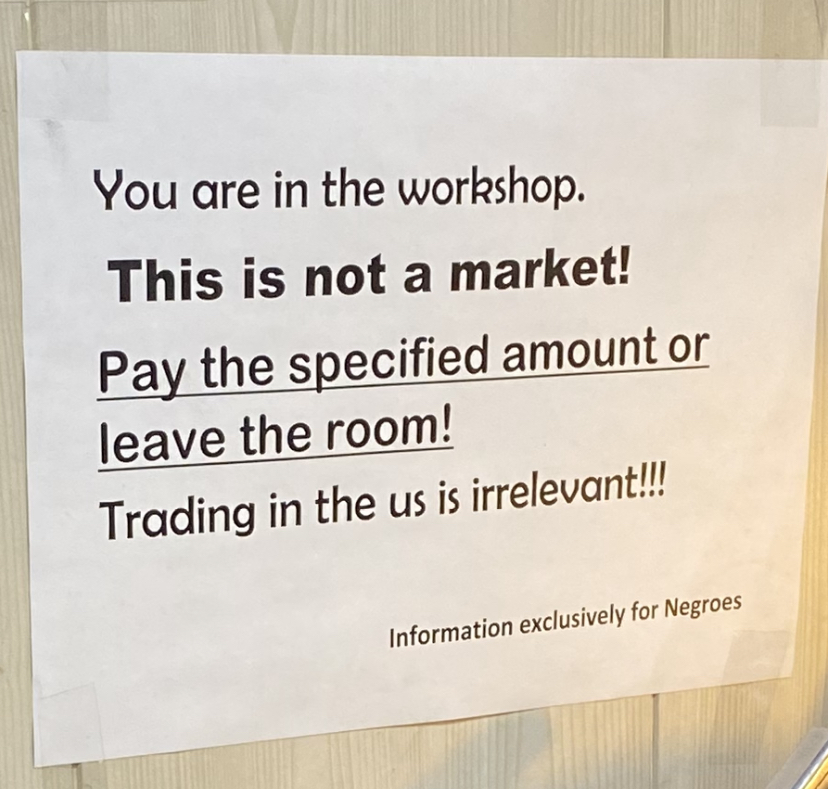 You are in the workshop.
This is not a market!
Pay the specified amount or
leave the room!
Trading in the us is irrelevant!!!
Information exclusively for Negroes